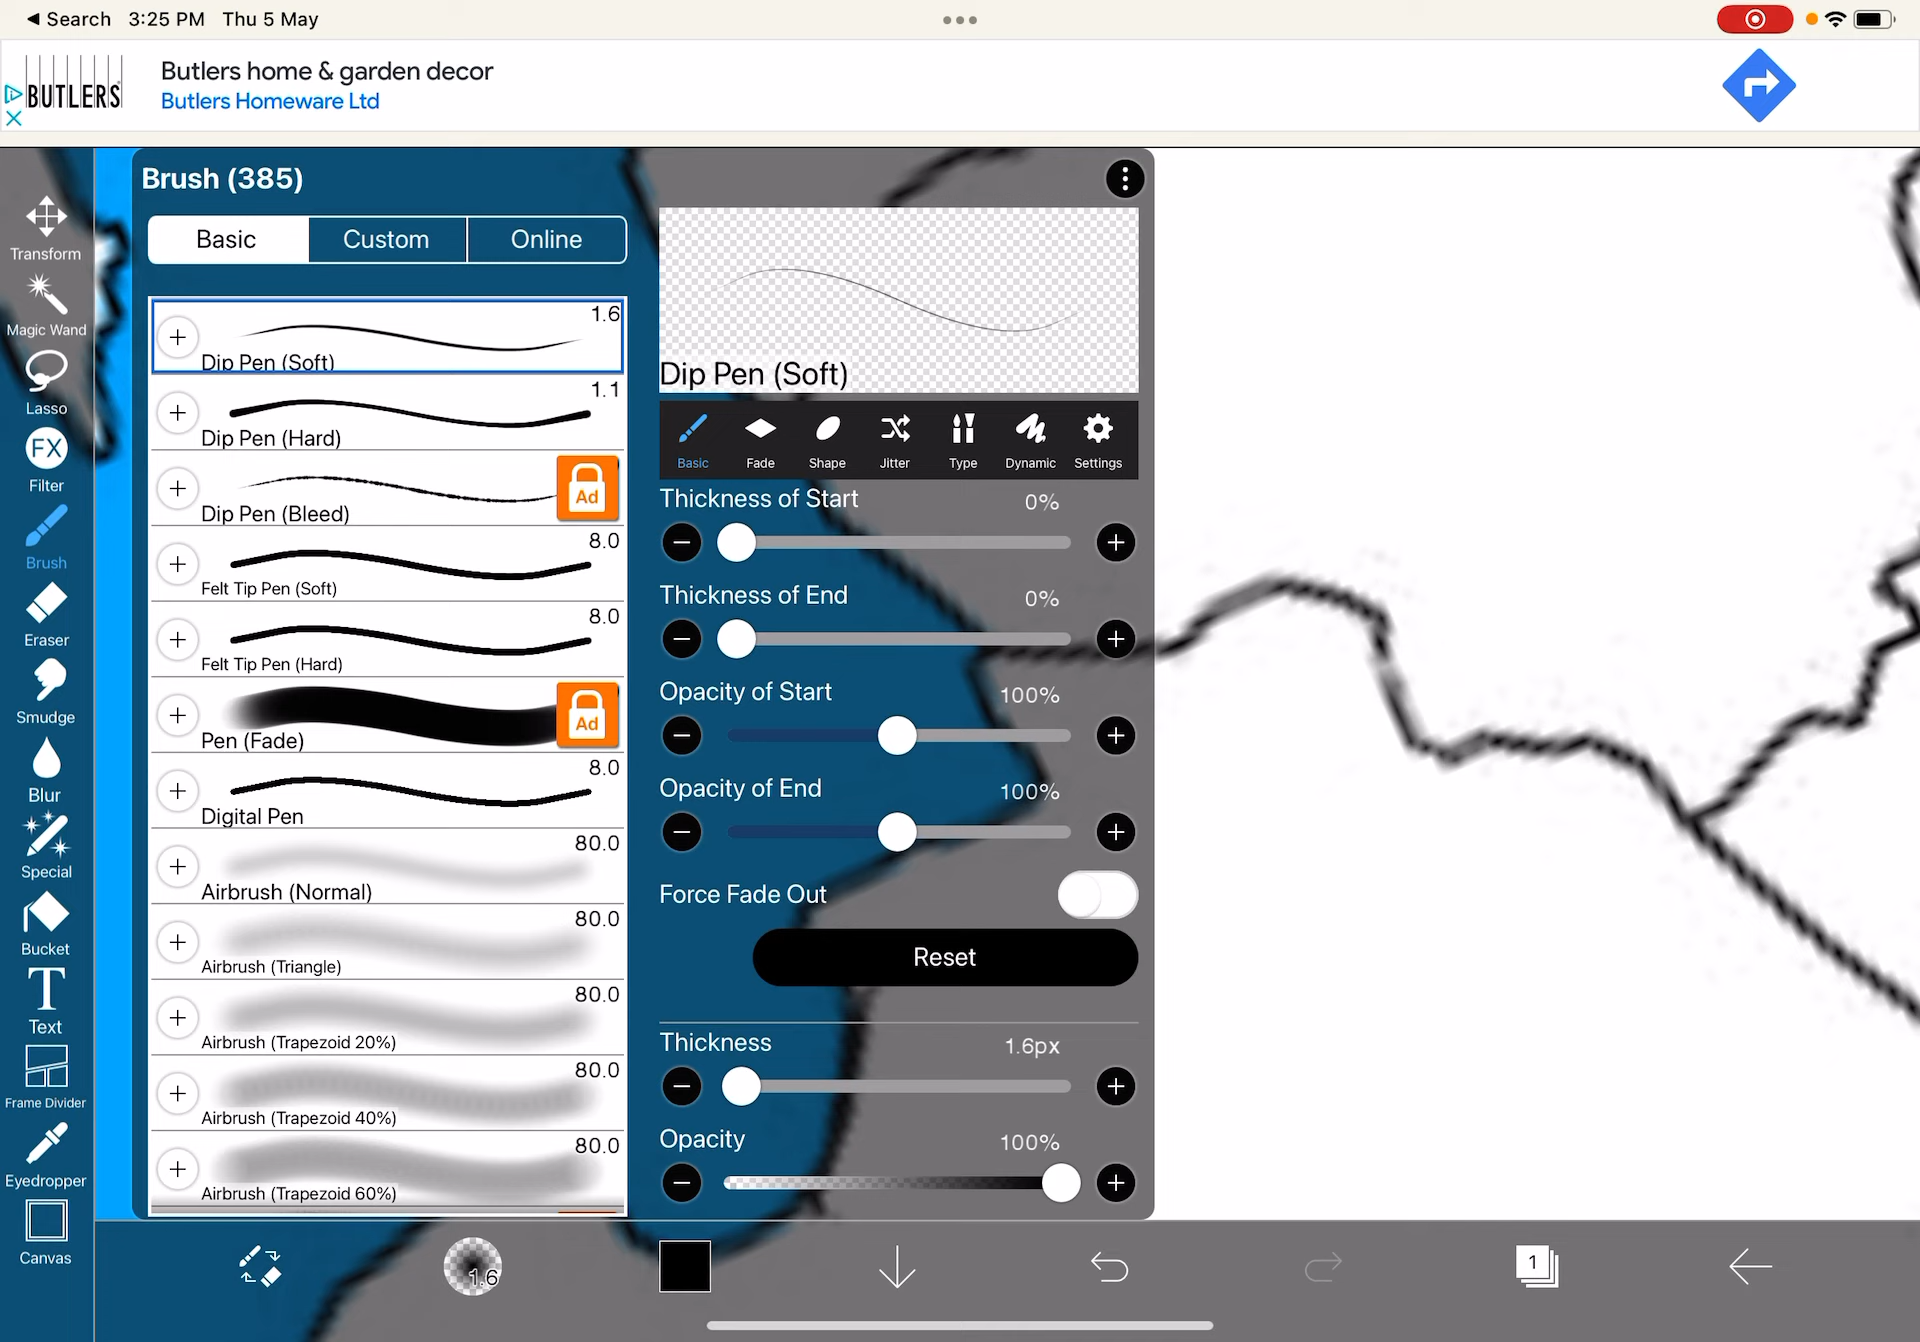 ◀ Search 3:25 PM Thu 5 May
BUTLERS
Butlers home & garden decor
Butlers Homeware Ltd
Transform
Magic Wand
Lasso
FX
Filter
Brush
Eraser
Smudge
Blur
Special
Bucket
T
Text
Frame Divider
Eyedropper
Canvas
Brush (385)
Basic Custom Online
1.6
Dip Pen (Soft)
1.1
Dip Pen (Hard)
Ad
Dip Pen (Bleed)
8.0
Felt Tip Pen (Soft)
8.0
Felt Tip Pen (Hard)
Ad
Pen (Fade)
8.0
Digital Pen
80.0
Airbrush (Normal)
80.0
Airbrush (Triangle)
80.0
Airbrush (Trapezoid 20%)
80.0
Airbrush (Trapezoid 40%)
80.0
Airbrush (Trapezoid 60%)
Dip Pen (Soft)
Basic Fade Shape Jitter Type Dynamic Settings
Thickness of Start 0%
Thickness of End 0%
Opacity of Start 100%
Opacity of End 100%
Force Fade Out
Reset
Thickness 1.6px
Opacity 100%
1.6
1